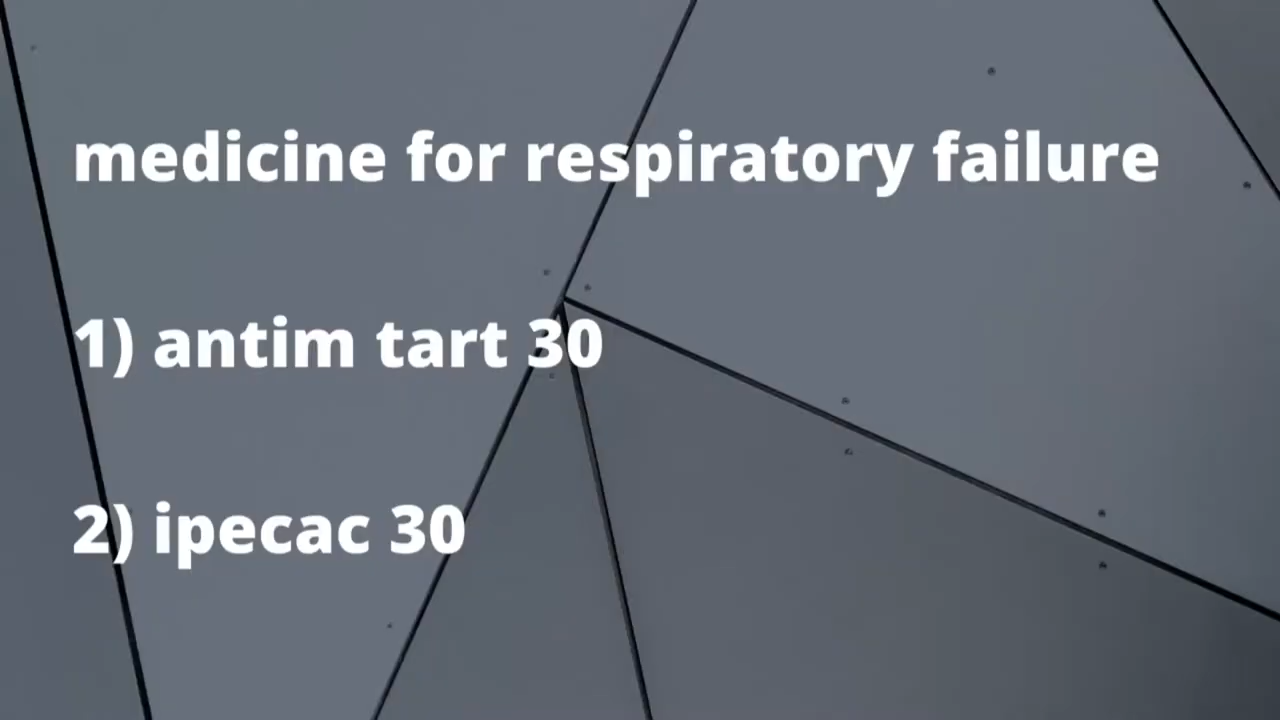 medicine for respiratory failure
1) antim tart 30
2) ipecac 30